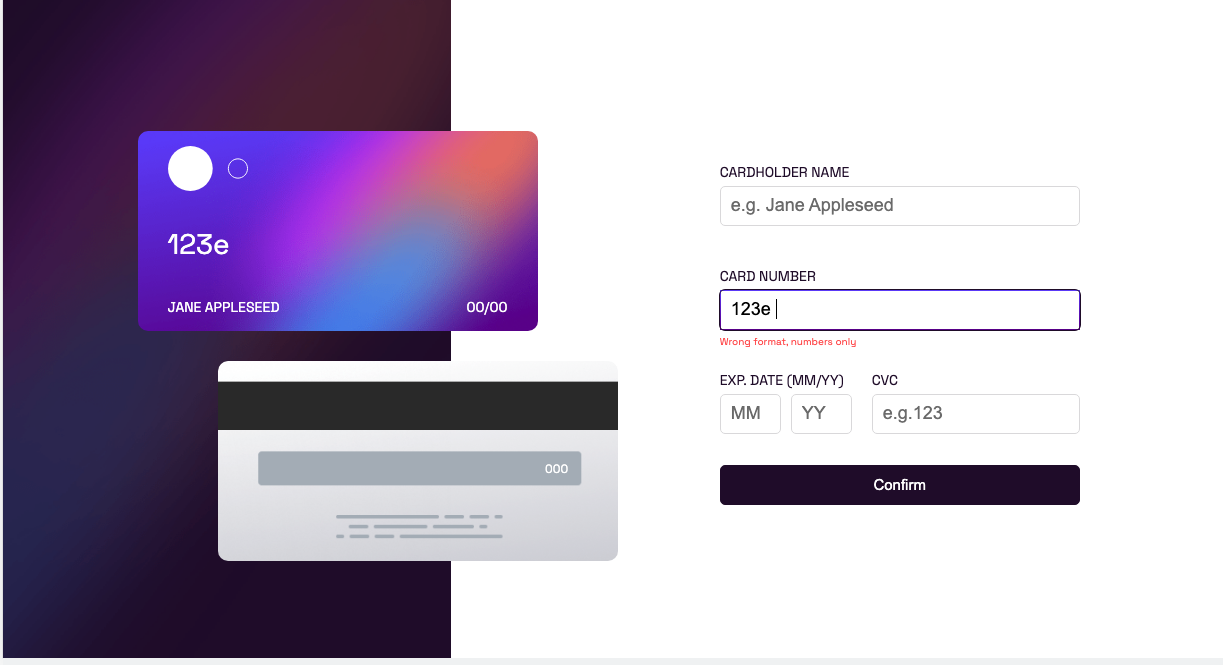 123e
JANE APPLESEED 00/00
000
CARDHOLDER NAME
e.g. Jane Appleseed
CARD NUMBER
123e
Wrong format, numbers only
EXP. DATE (MM/YY) CVC
MM YY e.g.123
Confirm